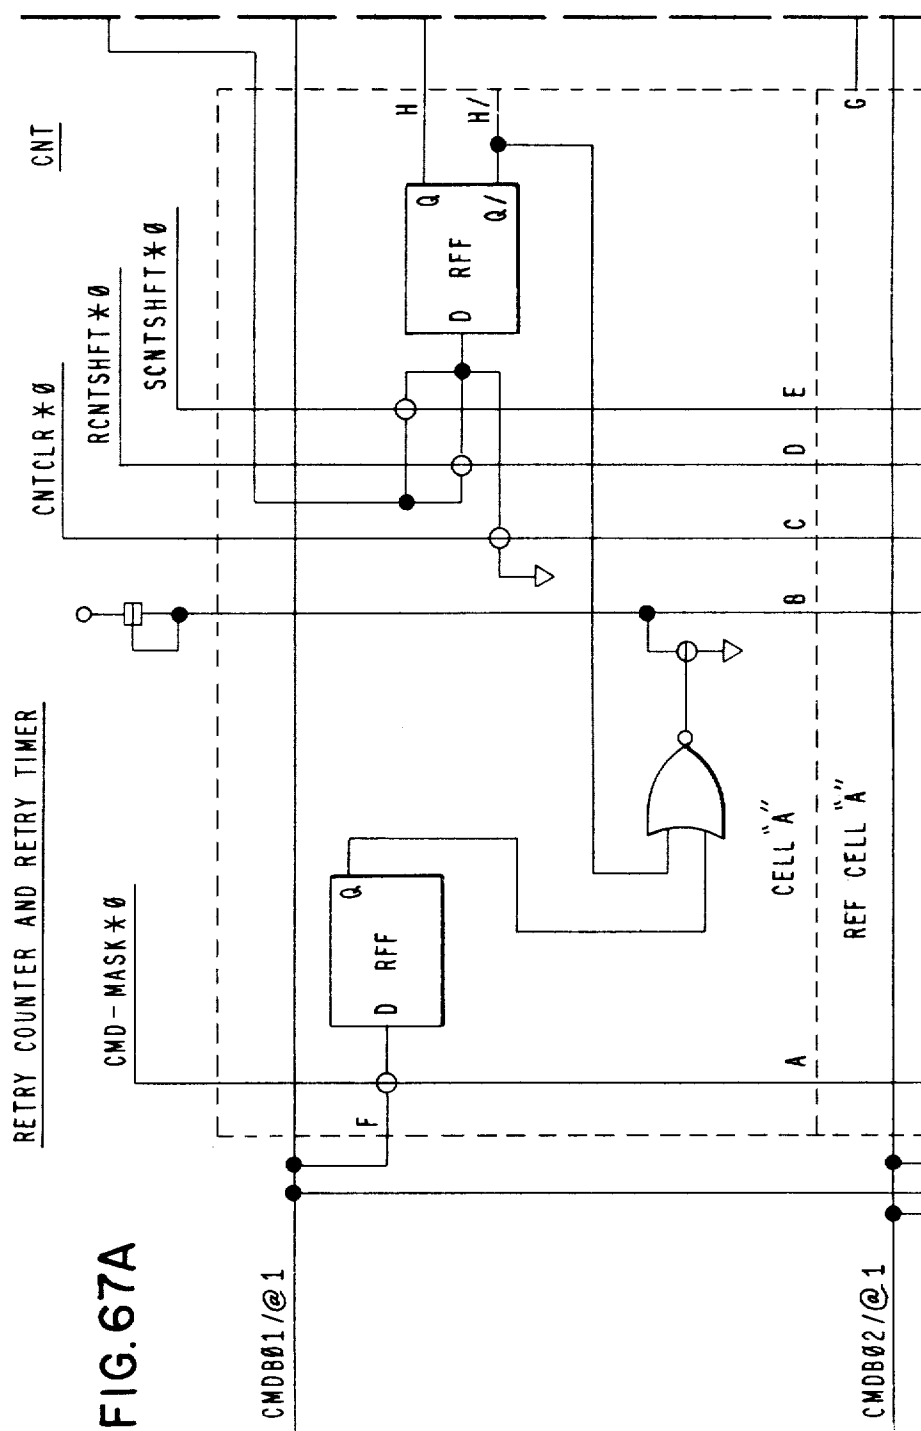 FIG.67A
RETRY COUNTER AND RETRY TIMER
CNT
CMD-MASK*Ø
CNTCLR*Ø
RCNTSHFT*Ø
SCNTSHFT*Ø
CMDBØ1/@1
F
D RFF Q
D RFF Q
Q/
H
H/
CELL "A"
A
B
C
D
E
REF CELL "A"
G
CMDBØ2/@1